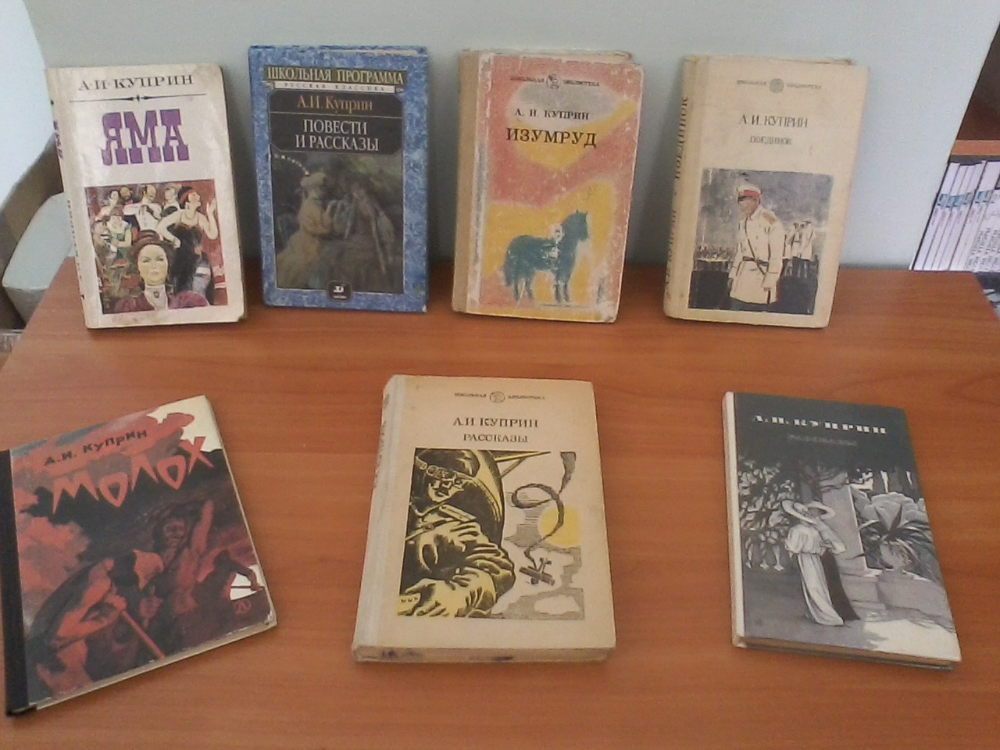 А·И·КУПРИН
ЯМА
ШКОЛЬНАЯ ПРОГРАММА
РУССКАЯ КЛАССИКА
А.И. Куприн
ПОВЕСТИ
И РАССКАЗЫ
ШКОЛЬНАЯ БИБЛИОТЕКА
А. И. КУПРИН
ИЗУМРУД
ШКОЛЬНАЯ БИБЛИОТЕКА
А.И. КУПРИН
ПОЕДИНОК
ПОЕДИНОК
А.И. Куприн
МОЛОХ
ШКОЛЬНАЯ БИБЛИОТЕКА
А.И КУПРИН
РАССКАЗЫ
А. И. КУПРИН